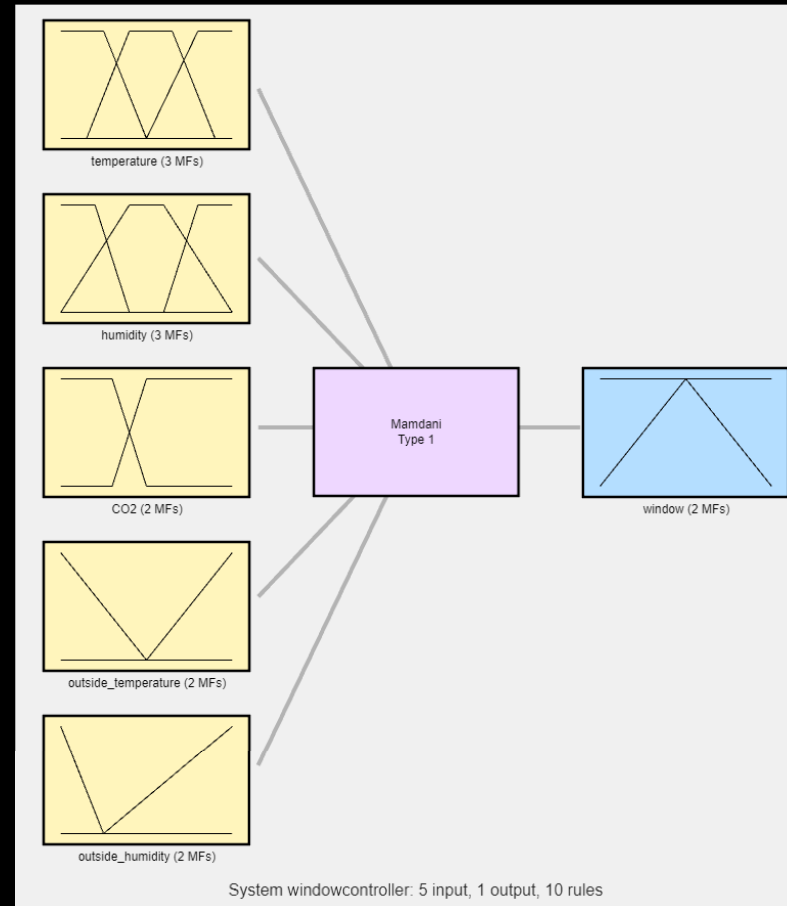 temperature (3 MFs)
humidity (3 MFs)
CO2 (2 MFs)
outside_temperature (2 MFs)
outside_humidity (2 MFs)
Mamdani
Type 1
window (2 MFs)
System windowcontroller: 5 input, 1 output, 10 rules